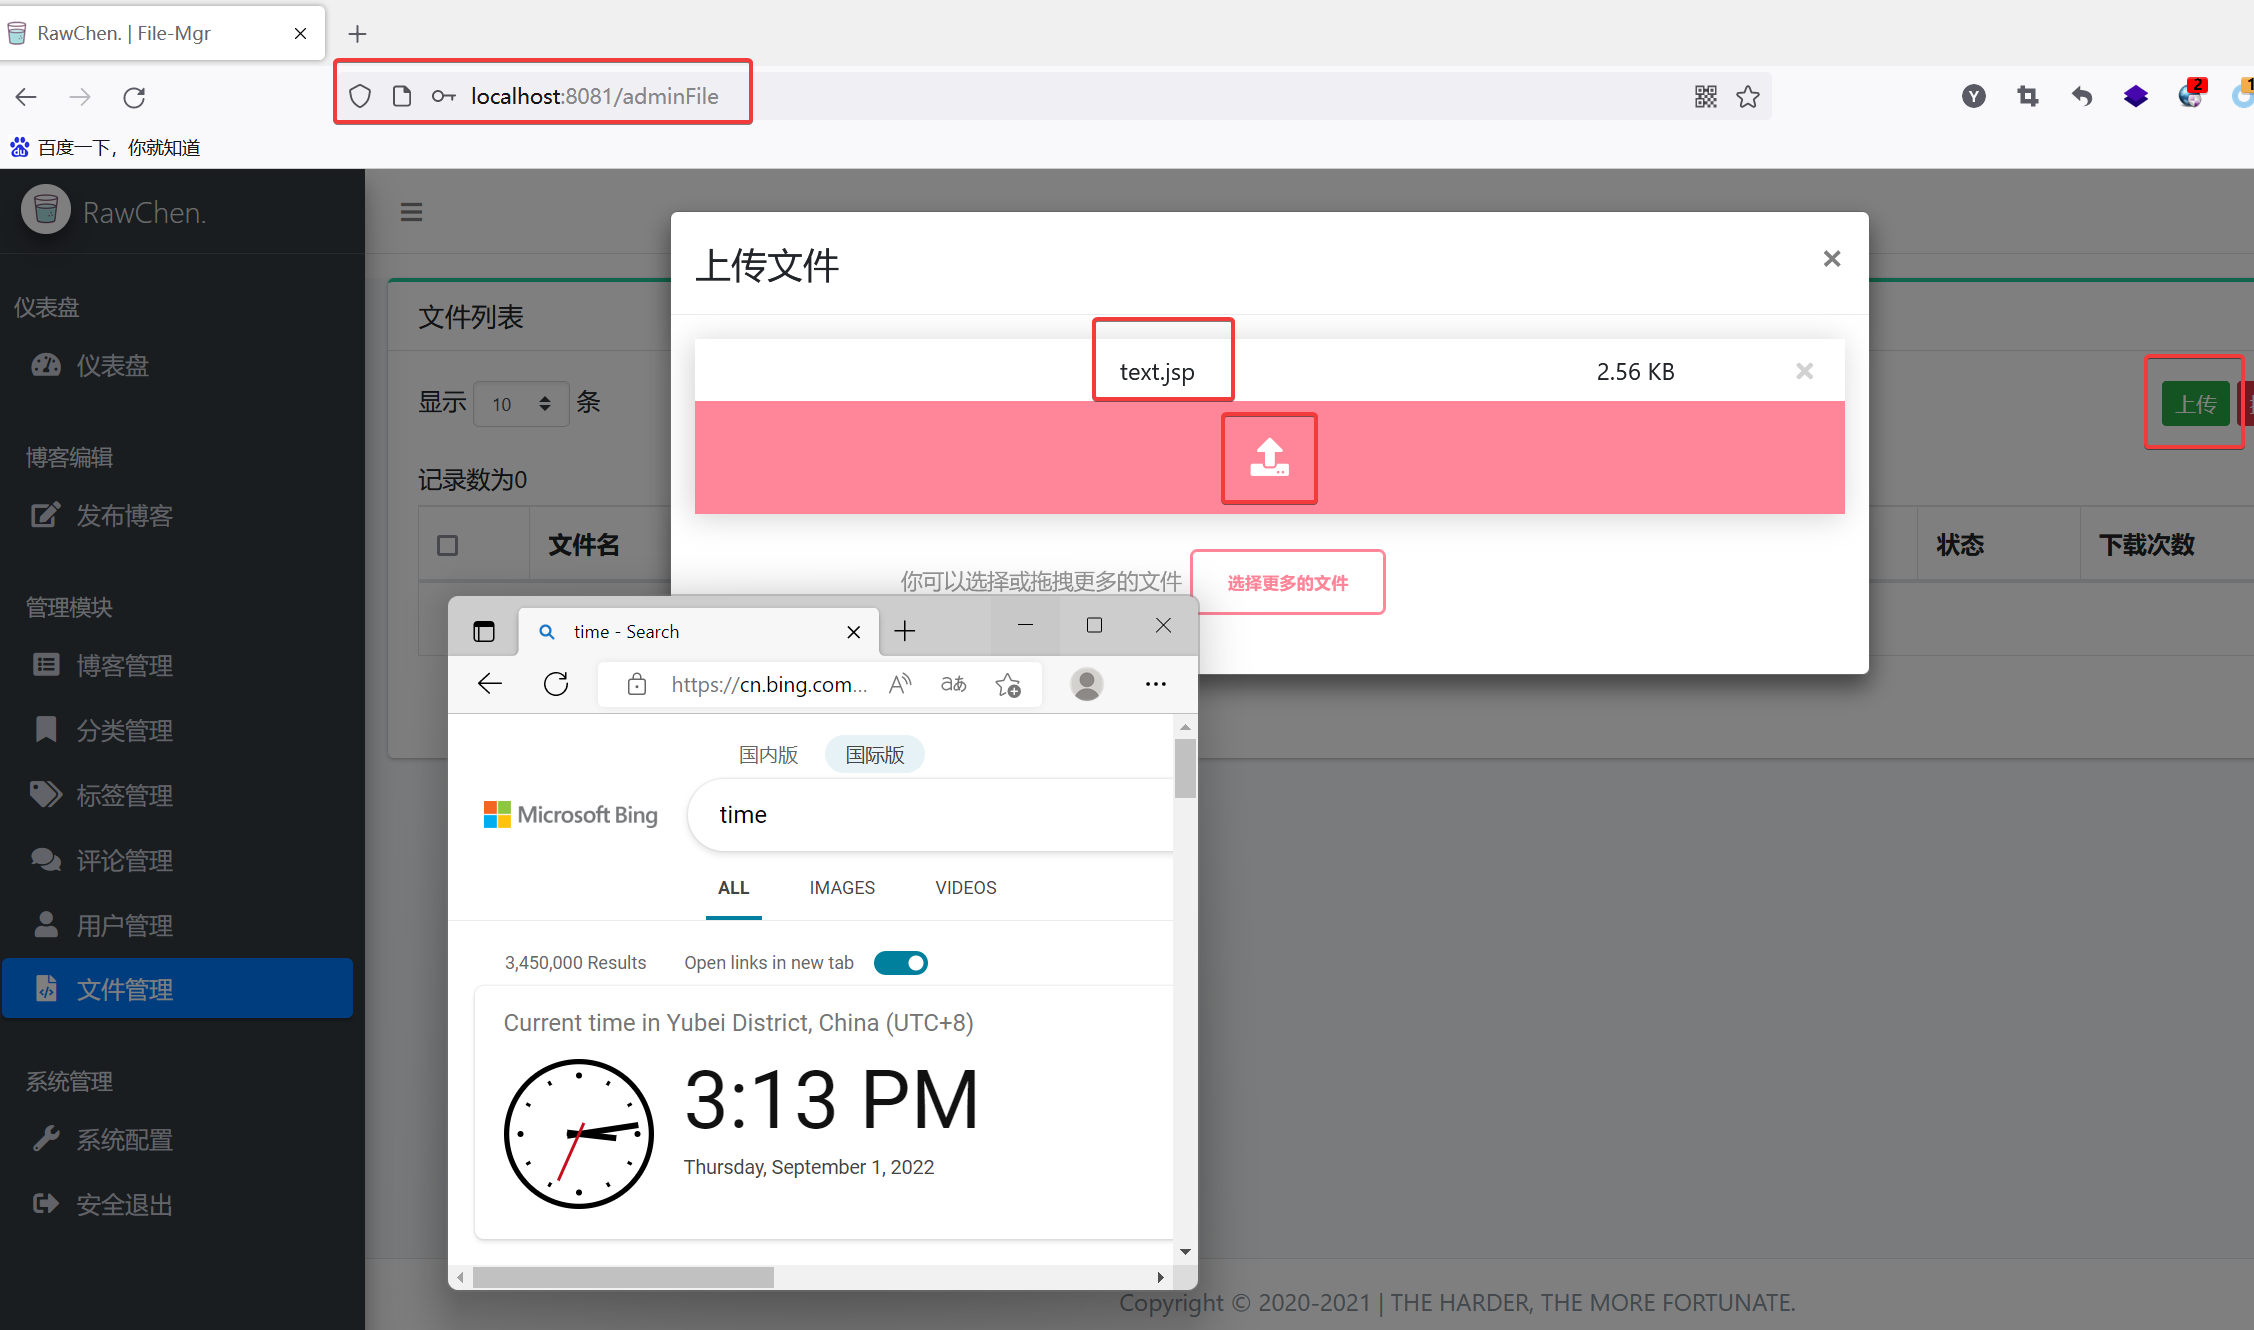 RawChen. | File-Mgr
localhost:8081/adminFile
Y
2
1
百度一下，你就知道
RawChen.
仪表盘
仪表盘
博客编辑
发布博客
管理模块
博客管理
分类管理
标签管理
评论管理
用户管理
文件管理
系统管理
系统配置
安全退出
文件列表
显示 10 条
上传
记录数为0
文件名
状态
下载次数
上传文件
text.jsp
2.56 KB
你可以选择或拖拽更多的文件
选择更多的文件
time - Search
https://cn.bing.com...
aあ
国内版
国际版
Microsoft Bing
time
ALL
IMAGES
VIDEOS
3,450,000 Results
Open links in new tab
Current time in Yubei District, China (UTC+8)
3:13 PM
Thursday, September 1, 2022
Copyright © 2020-2021 | THE HARDER, THE MORE FORTUNATE.